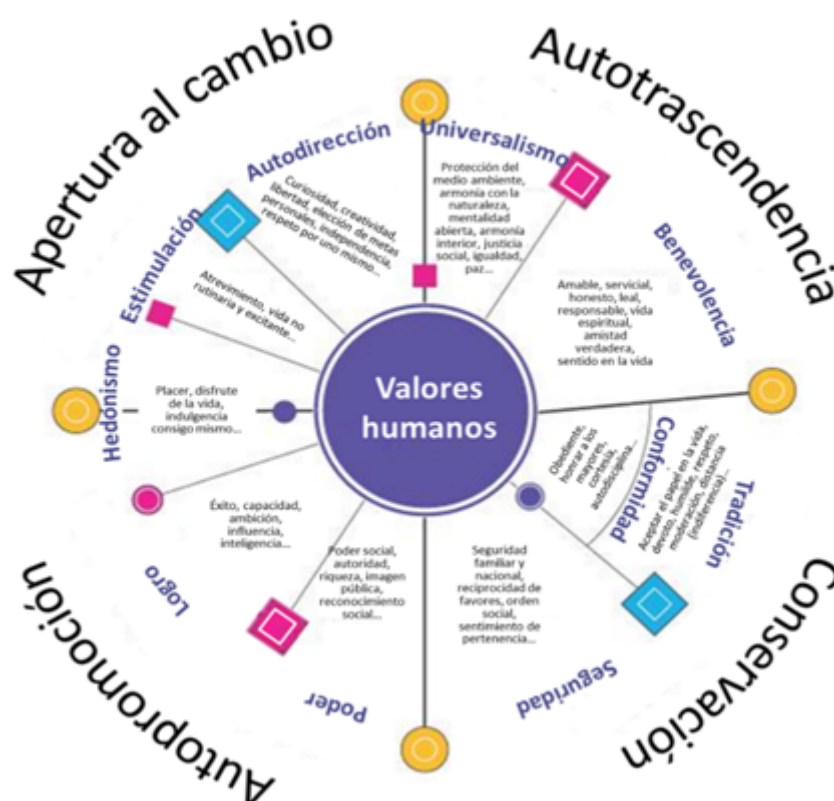 Apertura al cambio
Autotrascendencia
Autodirección
Curiosidad, creatividad,
libertad, elección de metas
personales, independencia,
respeto por uno mismo...
Universalismo
Protección del
medio ambiente,
armonía con la
naturaleza,
mentalidad
abierta, armonía
interior, justicia
social, igualdad,
paz...
Estimulación
Atrevimiento, vida no
rutinaria y excitante...
Benevolencia
Amable, servicial,
honesto, leal,
responsable, vida
espiritual,
amistad
verdadera,
sentido en la vida
Hedonismo
Placer, disfrute
de la vida,
indulgencia
consigo mismo...
Valores
humanos
Conformidad
Obediente,
honrar a los
mayores,
cortesía,
autodisciplina...
Tradición
Aceptar el papel en la vida,
devoto, humilde, respeto,
moderación, distancia
(indiferencia)...
Logro
Éxito, capacidad,
ambición,
influencia,
inteligencia...
Poder
Poder social,
autoridad,
riqueza, imagen
pública,
reconocimiento
social...
Seguridad
Seguridad
familiar y
nacional,
reciprocidad de
favores, orden
social,
sentimiento de
pertenencia...
Autopromoción
Conservación